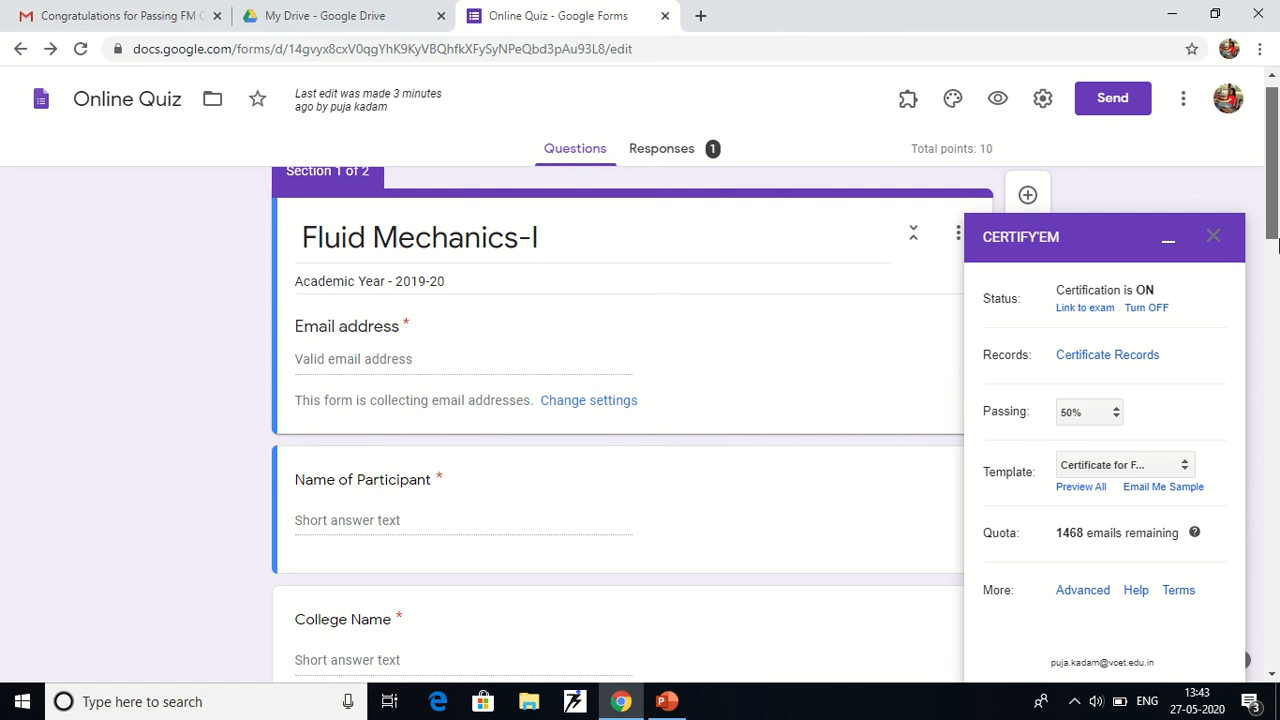 Congratulations for Passing FM
My Drive - Google Drive
Online Quiz - Google Forms
docs.google.com/forms/d/14gvyx8cxV0qgYhK9KyVBQhfkXFySyNPeQbd3pAu93L8/edit
Online Quiz
Last edit was made 3 minutes
ago by puja kadam
Send
Questions
Responses 1
Total points: 10
Section 1 of 2
Fluid Mechanics-I
Academic Year - 2019-20
Email address *
Valid email address
This form is collecting email addresses. Change settings
Name of Participant *
Short answer text
College Name *
Short answer text
CERTIFY'EM
Status: Certification is ON
Link to exam Turn OFF
Records: Certificate Records
Passing: 50%
Template: Certificate for F...
Preview All Email Me Sample
Quota: 1468 emails remaining ?
More: Advanced Help Terms
puja.kadam@vcet.edu.in
Type here to search
ENG
13:43
27-05-2020
3